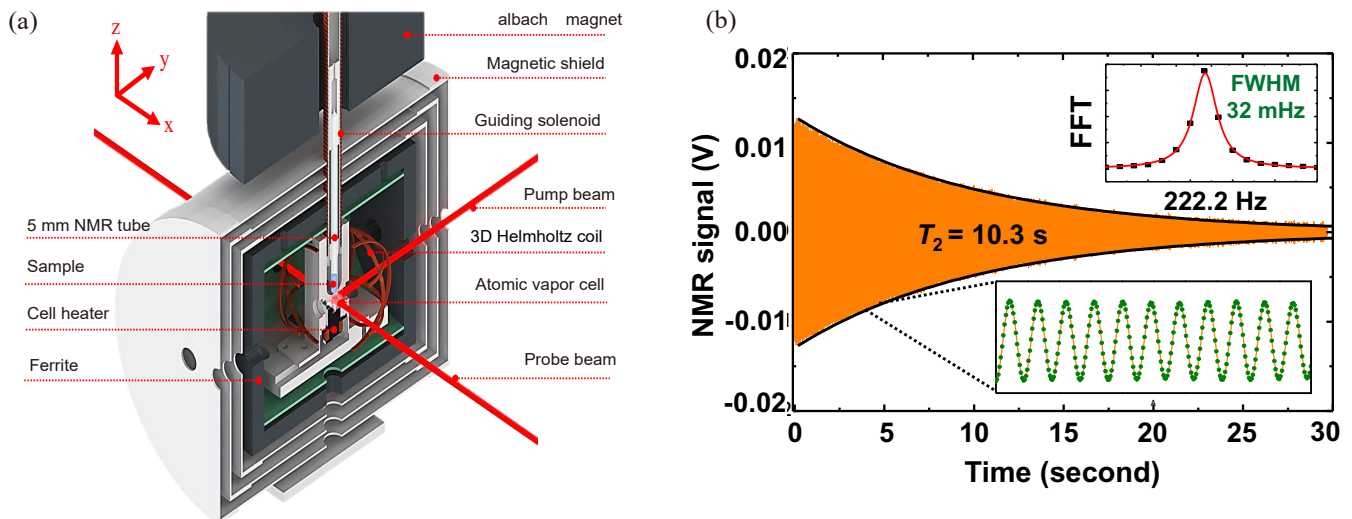 (a)
z
y
x
albach magnet
Magnetic shield
Guiding solenoid
Pump beam
3D Helmholtz coil
Atomic vapor cell
Probe beam
5 mm NMR tube
Sample
Cell heater
Ferrite
(b)
NMR signal (V)
0.02
0.01
0.00
-0.01
-0.02
FFT
FWHM
32 mHz
222.2 Hz
T2 = 10.3 s
0 5 10 15 20 25 30
Time (second)